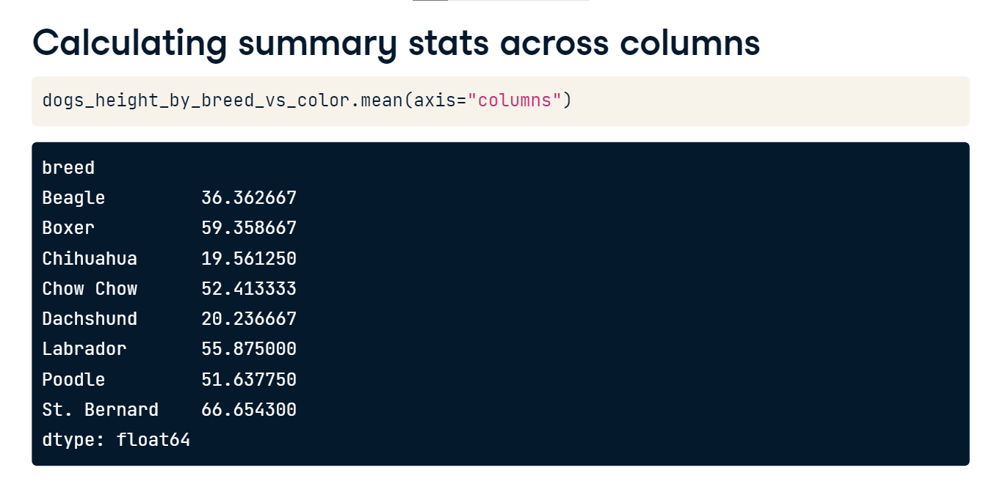 Calculating summary stats across columns
dogs_height_by_breed_vs_color.mean(axis="columns")
breed
Beagle         36.362667
Boxer          59.358667
Chihuahua      19.561250
Chow Chow      52.413333
Dachshund      20.236667
Labrador       55.875000
Poodle         51.637750
St. Bernard    66.654300
dtype: float64